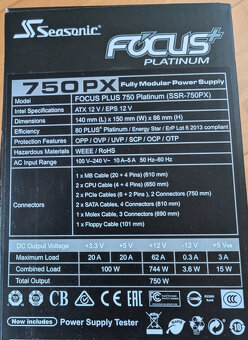 Seasonic
FOCUS+
PLATINUM
750PX Fully Modular Power Supply
Model FOCUS PLUS 750 Platinum (SSR-750PX)
Intel Specifications ATX 12 V / EPS 12 V
Dimensions 140 mm (L) x 150 mm (W) x 86 mm (H)
Efficiency 80 PLUS® Platinum / Energy Star / ErP Lot 6 2013 compliant
Protection Features OPP / OVP / UVP / SCP / OCP / OTP
Hazardous Materials WEEE / RoHS
AC Input Range 100 V-240 V~ 10 A-5 A 50 Hz-60 Hz
Connectors
1 x MB Cable (20 + 4 Pins) (610 mm)
2 x CPU Cable (4 + 4 Pins) (650 mm)
2 x PCIe Cables (6 + 2 Pins), 2 Connectors (750 mm)
2 x SATA Cables, 4 Connectors (810 mm)
1 x Molex Cable, 3 Connectors (690 mm)
1 x Floppy Cable (101 mm)
DC Output Voltage +3.3 V +5 V +12 V -12 V +5 VSB
Maximum Load 20 A 20 A 62 A 0.3 A 3 A
Combined Load 100 W 744 W 3.6 W 15 W
Total Output 750 W
Now includes: Power Supply Tester